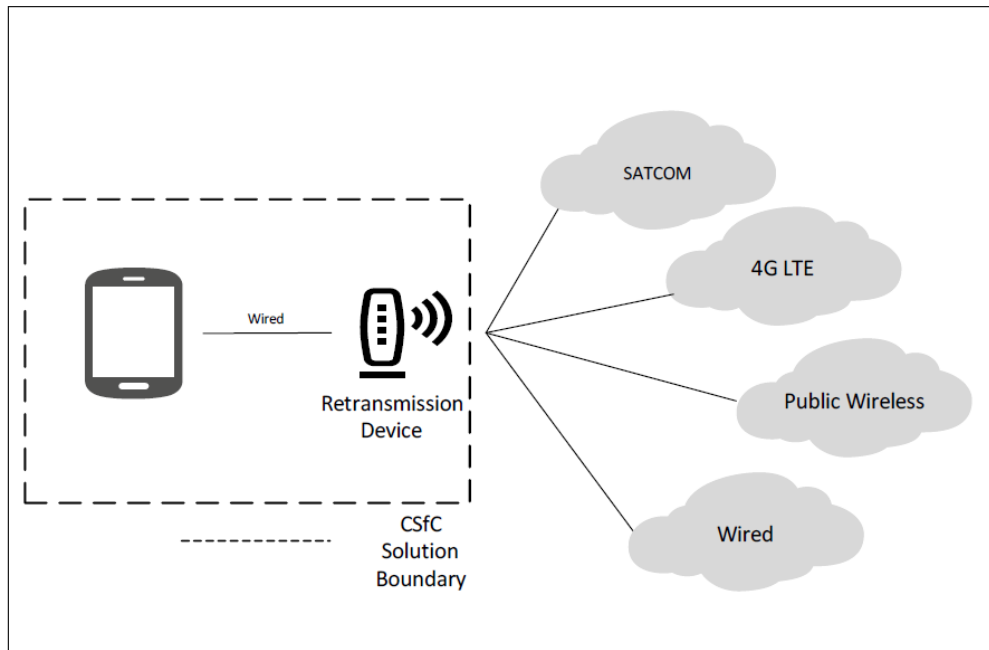 SATCOM
4G LTE
Wired
Public Wireless
Retransmission
Device
Wired
CSfC
Solution
Boundary